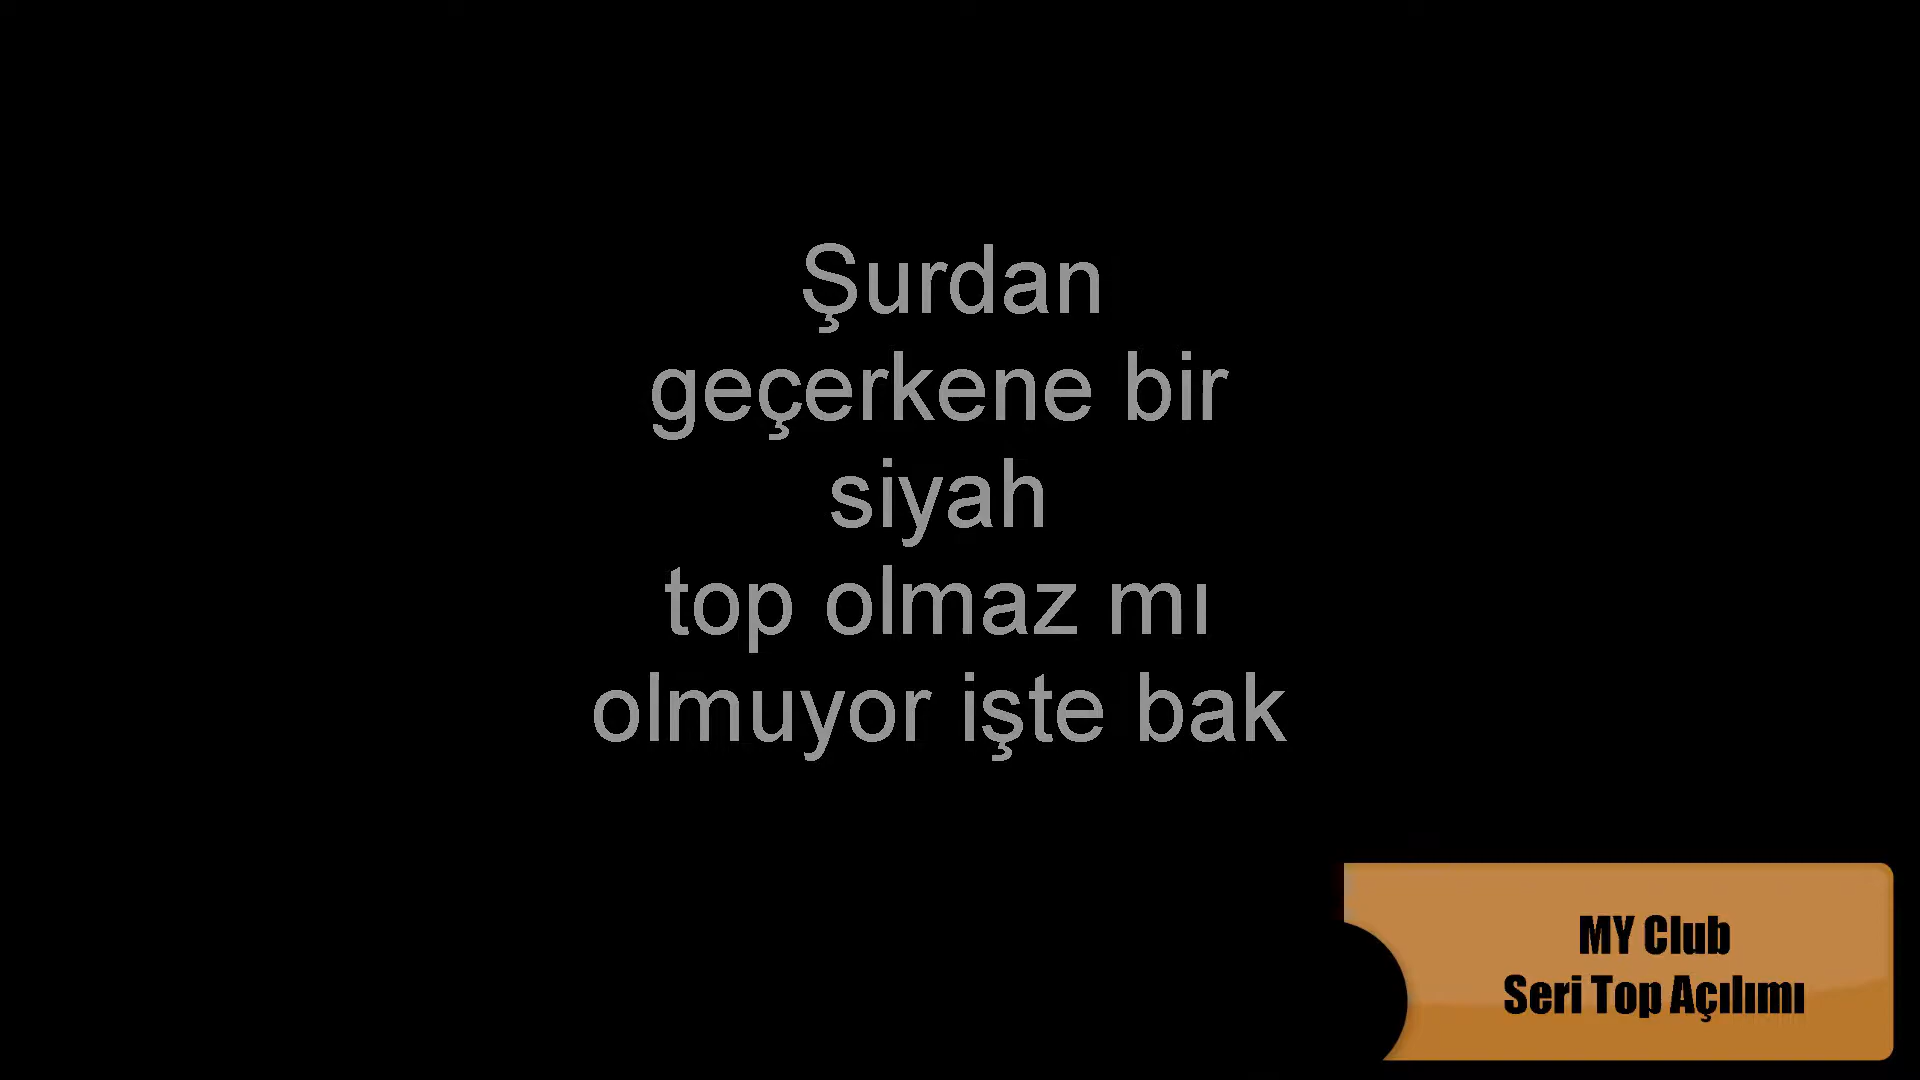 Şurdan
geçerkene bir
siyah
top olmaz mı
olmuyor işte bak
MY Club
Seri Top Açılımı